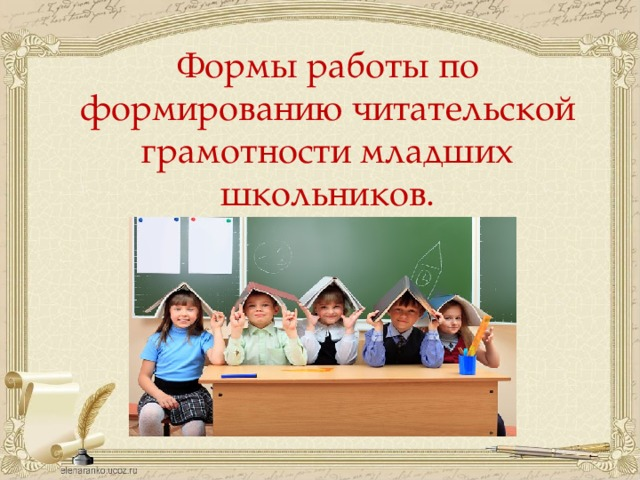 Формы работы по
формированию читательской
грамотности младших
школьников.
elenaranko.ucoz.ru